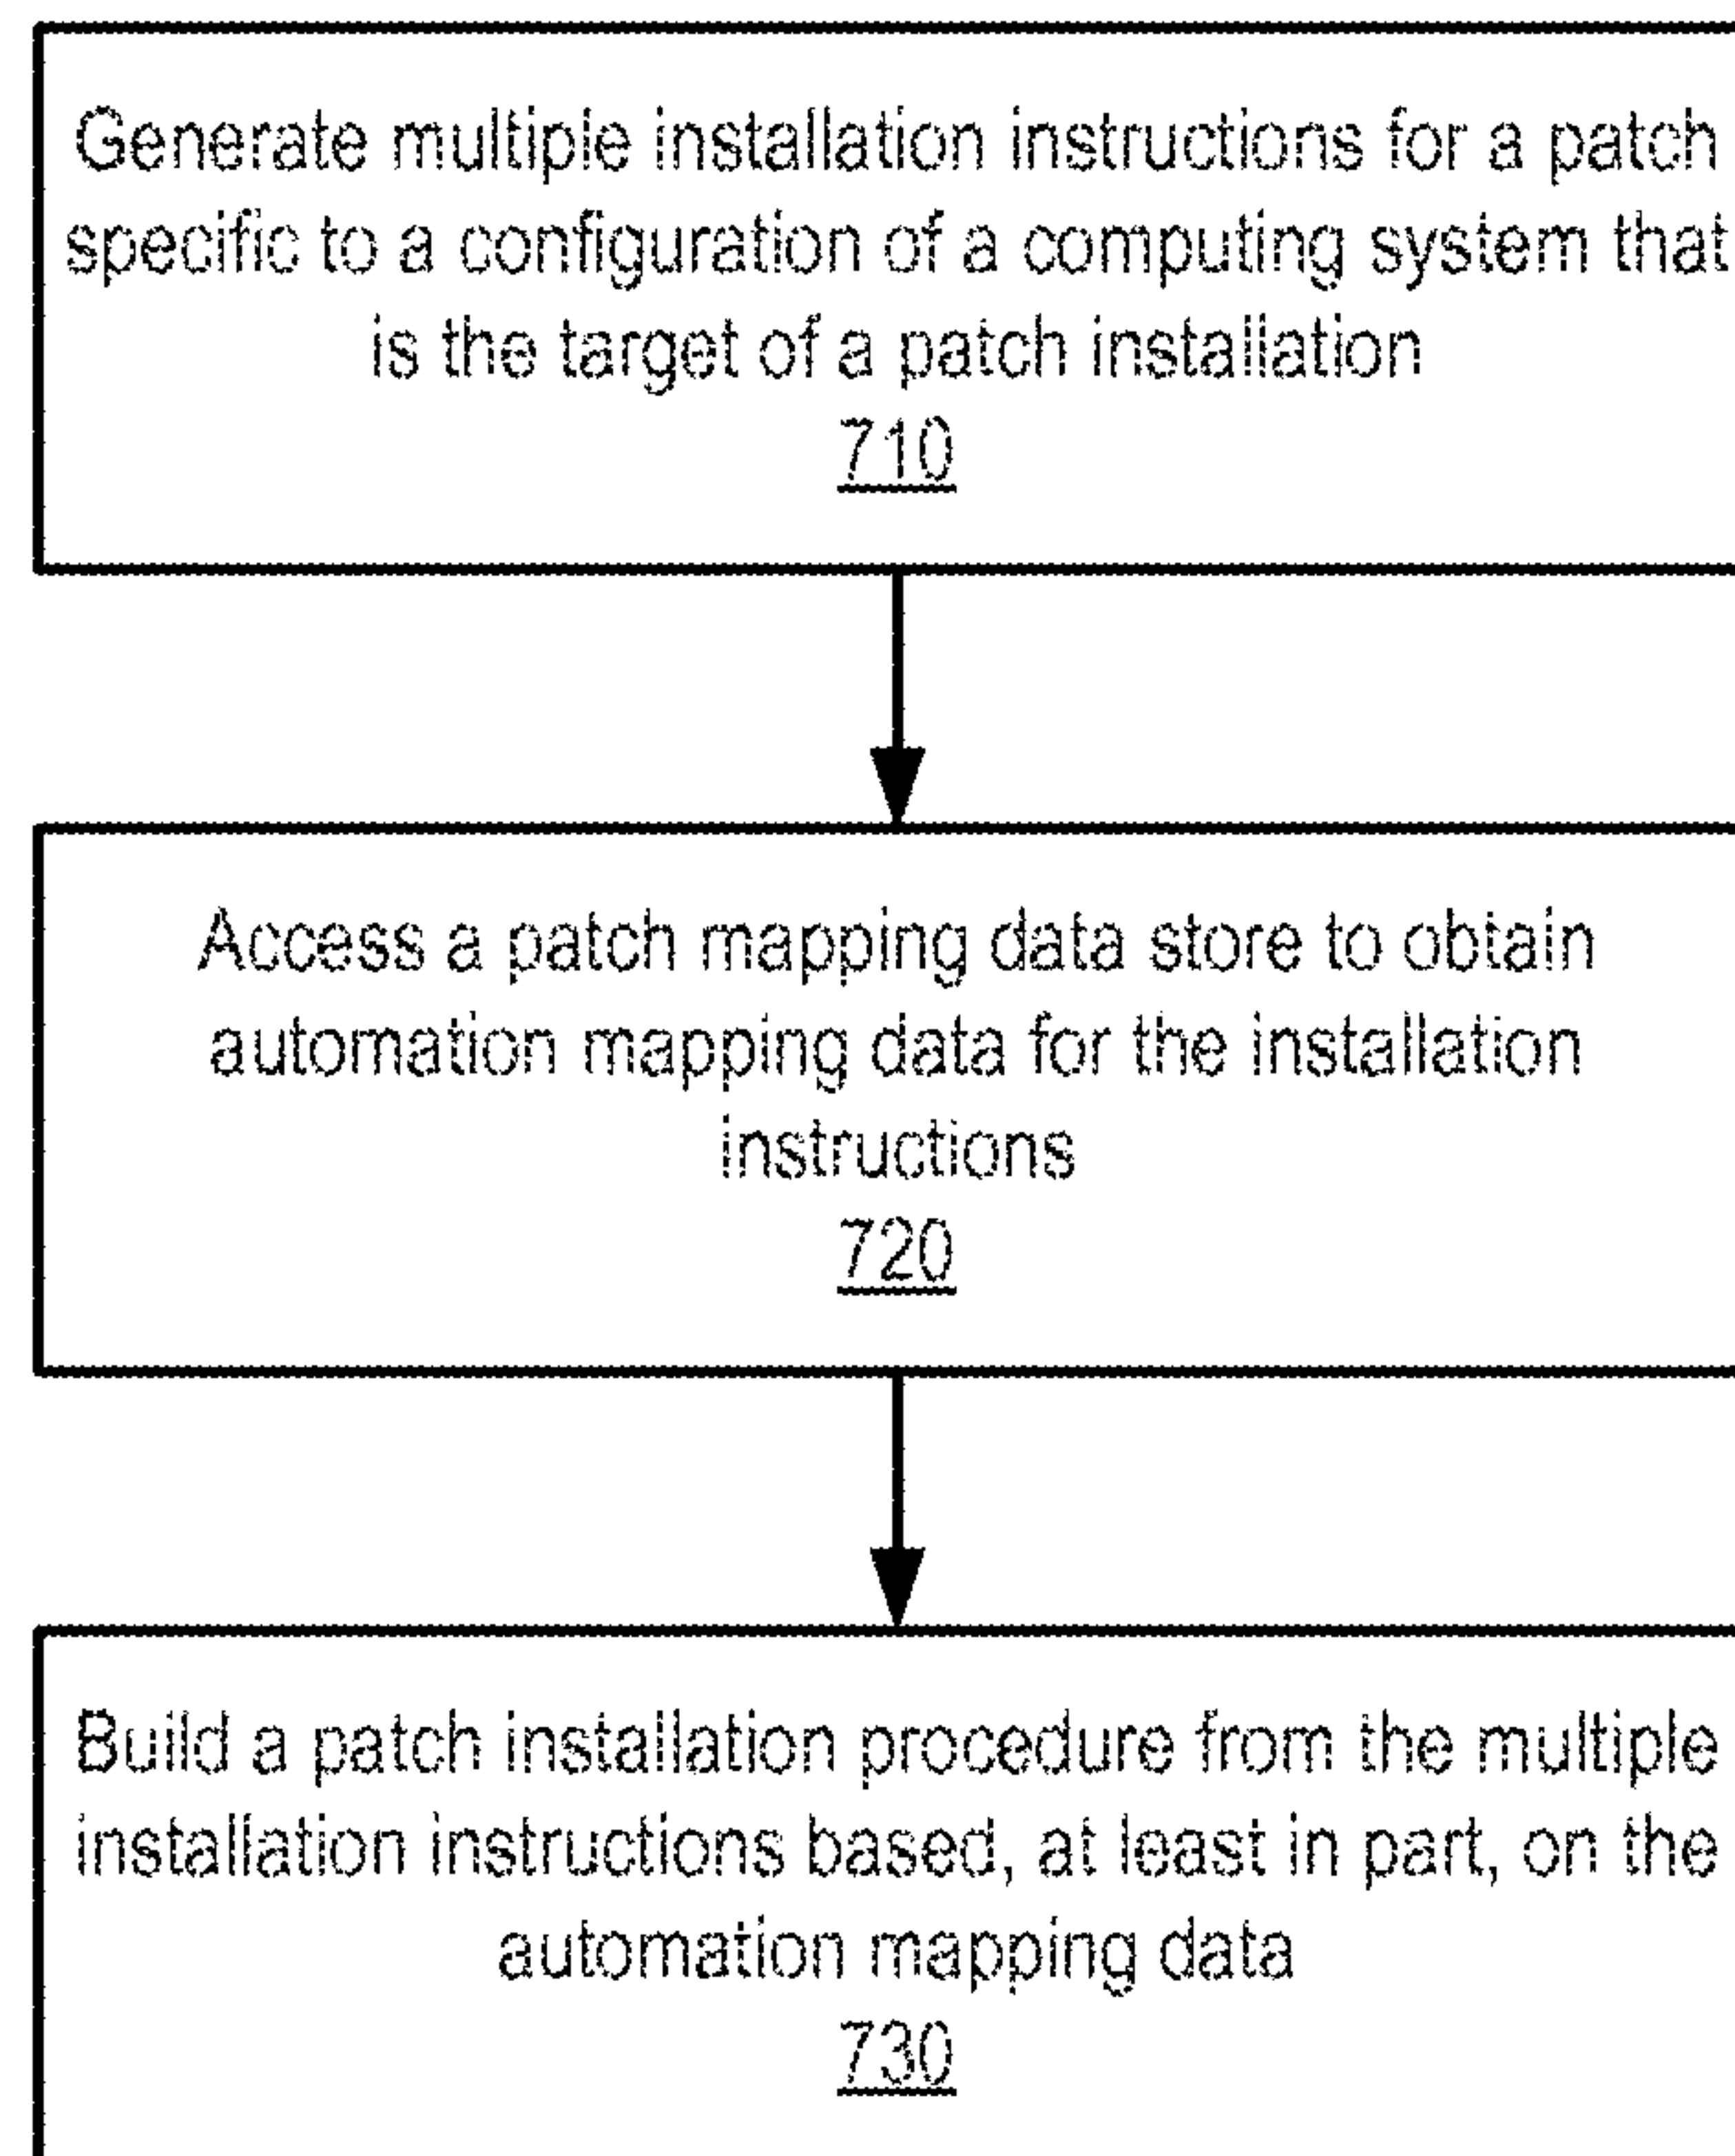 Generate multiple installation instructions for a patch
specific to a configuration of a computing system that
is the target of a patch installation
710
Access a patch mapping data store to obtain
automation mapping data for the installation
instructions
720
Build a patch installation procedure from the multiple
installation instructions based, at least in part, on the
automation mapping data
730